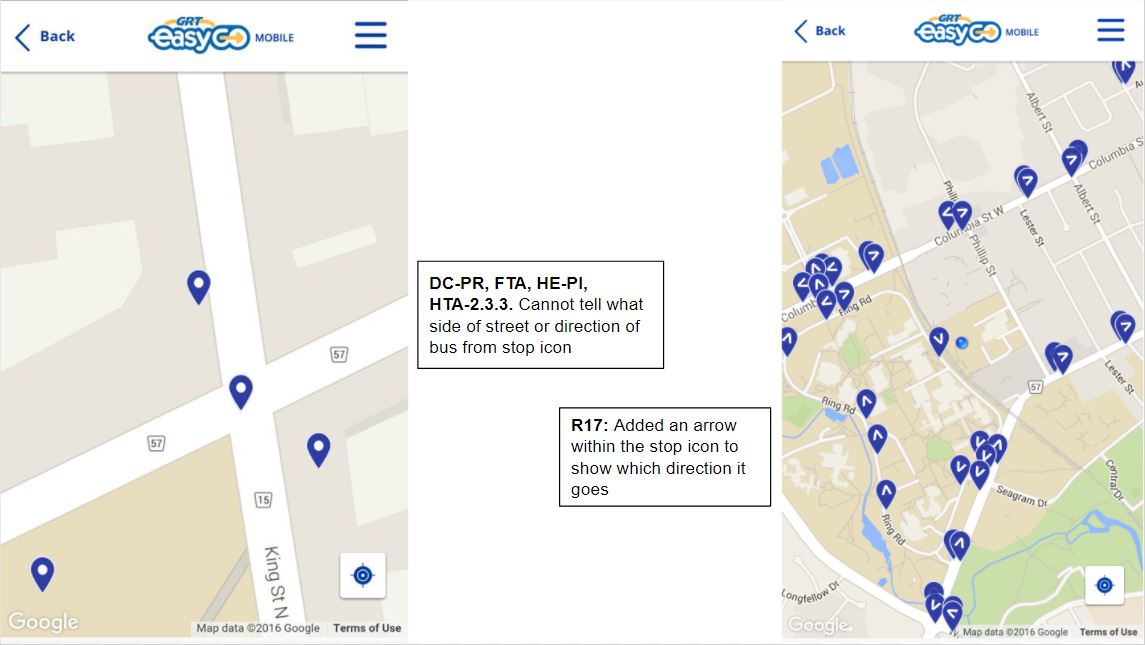 Back
GRT
easyGO MOBILE
57
57
15
King St N
Google
Map data ©2016 Google Terms of Use
DC-PR, FTA, HE-PI,
HTA-2.3.3. Cannot tell what
side of street or direction of
bus from stop icon
R17: Added an arrow
within the stop icon to
show which direction it
goes
Back
GRT
easyGO MOBILE
Albert St
Columbia S
Albert St
Lester St
Columbia St W
Phillip St
Ring Rd
57
Lester St
Ring Rd
Central Dr
Seagram Dr
Ring Rd
Longfellow Dr
Google
Map data ©2016 Google Terms of Use